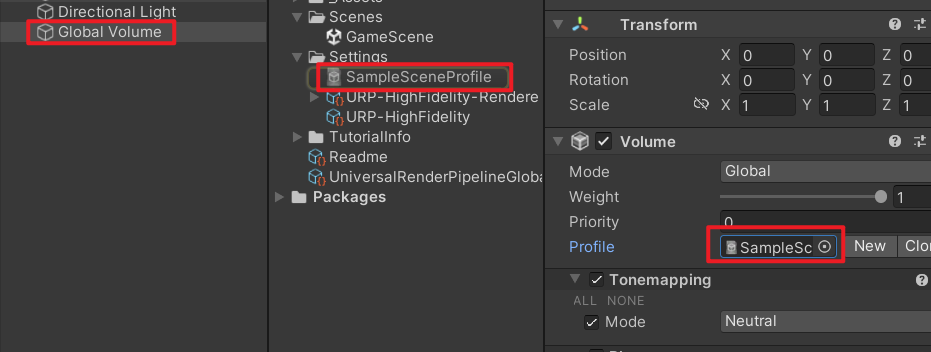 Directional Light
Global Volume
Scenes
GameScene
Settings
SampleSceneProfile
URP-HighFidelity-Rendere
URP-HighFidelity
TutorialInfo
Readme
UniversalRenderPipelineGloba
Packages
Transform
Position X 0 Y 0 Z 0
Rotation X 0 Y 0 Z 0
Scale X 1 Y 1 Z 1
Volume
Mode Global
Weight 1
Priority 0
Profile SampleSc New Clon
Tonemapping
ALL NONE
Mode Neutral